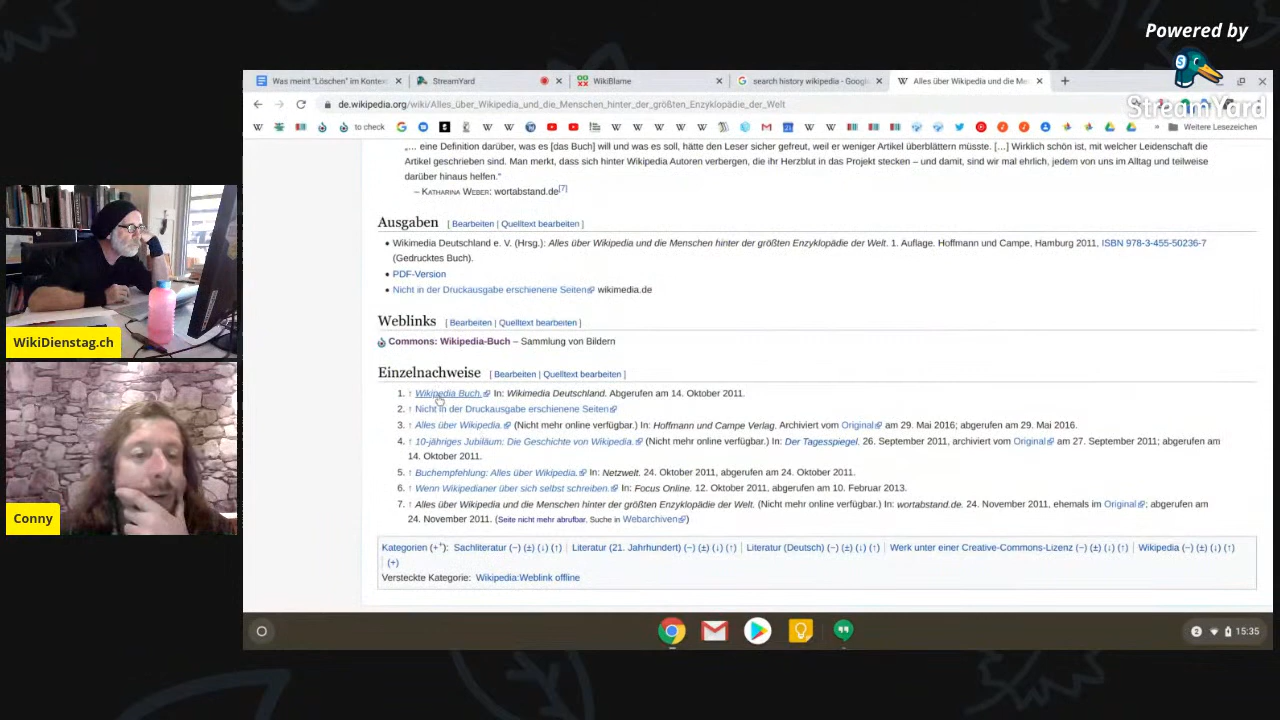 Powered by
StreamYard
Was meint "Löschen" im Kontex
StreamYard
WikiBlame
search history wikipedia - Google
Alles über Wikipedia und die Me
de.wikipedia.org/wiki/Alles_über_Wikipedia_und_die_Menschen_hinter_der_größten_Enzyklopädie_der_Welt
to check
Weitere Lesezeichen
„... eine Definition darüber, was es [das Buch] will und was es soll, hätte den Leser sicher gefreut, weil er weniger Artikel überblättern müsste. [...] Wirklich schön ist, mit welcher Leidenschaft die
Artikel geschrieben sind. Man merkt, dass sich hinter Wikipedia Autoren verbergen, die ihr Herzblut in das Projekt stecken – und damit, sind wir mal ehrlich, jedem von uns im Alltag und teilweise
darüber hinaus helfen.“
– Katharina Weber: wortabstand.de[7]
Ausgaben [ Bearbeiten | Quelltext bearbeiten ]
• Wikimedia Deutschland e. V. (Hrsg.): Alles über Wikipedia und die Menschen hinter der größten Enzyklopädie der Welt. 1. Auflage. Hoffmann und Campe, Hamburg 2011, ISBN 978-3-455-50236-7
(Gedrucktes Buch).
• PDF-Version
• Nicht in der Druckausgabe erschienene Seiten wikimedia.de
Weblinks [ Bearbeiten | Quelltext bearbeiten ]
Commons: Wikipedia-Buch – Sammlung von Bildern
Einzelnachweise [ Bearbeiten | Quelltext bearbeiten ]
1. ↑ Wikipedia Buch. In: Wikimedia Deutschland. Abgerufen am 14. Oktober 2011.
2. ↑ Nicht in der Druckausgabe erschienene Seiten
3. ↑ Alles über Wikipedia. (Nicht mehr online verfügbar.) In: Hoffmann und Campe Verlag. Archiviert vom Original am 29. Mai 2016; abgerufen am 29. Mai 2016.
4. ↑ 10-jähriges Jubiläum: Die Geschichte von Wikipedia. (Nicht mehr online verfügbar.) In: Der Tagesspiegel. 26. September 2011, archiviert vom Original am 27. September 2011; abgerufen am
14. Oktober 2011.
5. ↑ Buchempfehlung: Alles über Wikipedia. In: Netzwelt. 24. Oktober 2011, abgerufen am 24. Oktober 2011.
6. ↑ Wenn Wikipedianer über sich selbst schreiben. In: Focus Online. 12. Oktober 2011, abgerufen am 10. Februar 2013.
7. ↑ Alles über Wikipedia und die Menschen hinter der größten Enzyklopädie der Welt. (Nicht mehr online verfügbar.) In: wortabstand.de. 24. November 2011, ehemals im Original; abgerufen am
24. November 2011. (Seite nicht mehr abrufbar, Suche in Webarchiven)
Kategorien (++): Sachliteratur (−) (±) (↓) (↑) | Literatur (21. Jahrhundert) (−) (±) (↓) (↑) | Literatur (Deutsch) (−) (±) (↓) (↑) | Werk unter einer Creative-Commons-Lizenz (−) (±) (↓) (↑) | Wikipedia (−) (±) (↓) (↑)
| (+)
Versteckte Kategorie: Wikipedia:Weblink offline
2 15:35
WikiDienstag.ch
Conny